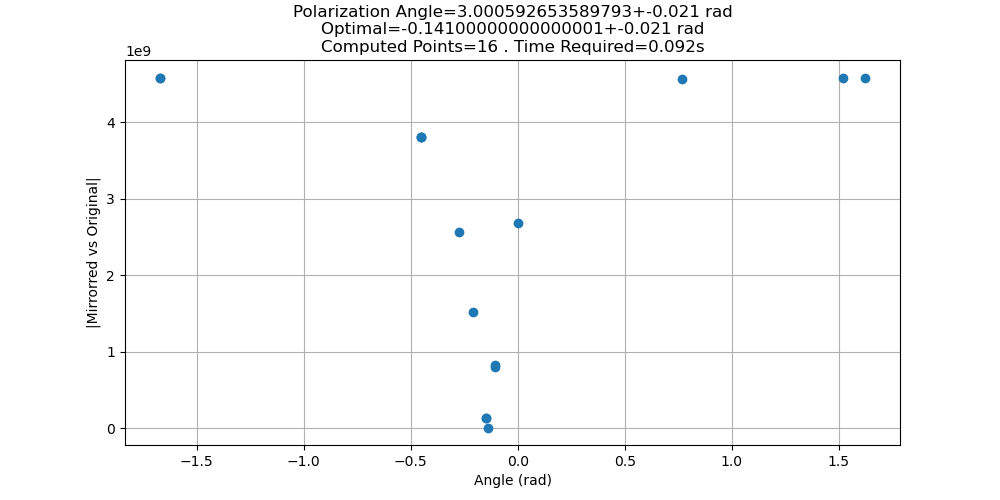 Polarization Angle=3.000592653589793+-0.021 rad
Optimal=-0.14100000000000001+-0.021 rad
Computed Points=16 . Time Required=0.092s
1e9
4
3
2
1
0
|Mirrorred vs Original|
−1.5 −1.0 −0.5 0.0 0.5 1.0 1.5
Angle (rad)